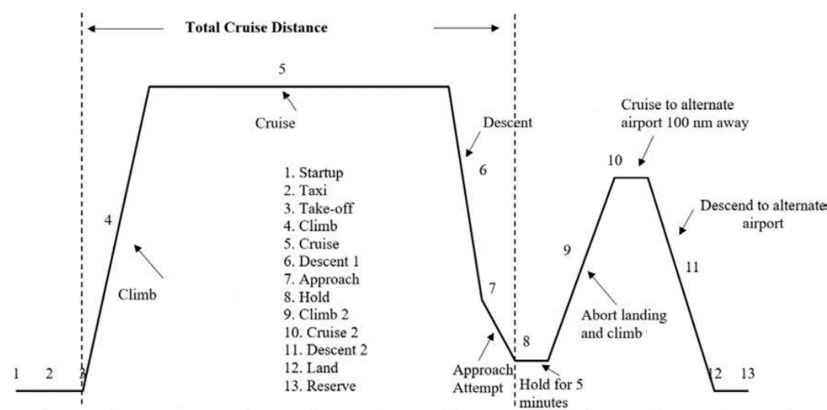 Total Cruise Distance
5
Cruise
Cruise to alternate
airport 100 nm away
Descent
10
6
1. Startup
2. Taxi
3. Take-off
4. Climb
5. Cruise
6. Descent 1
7. Approach
8. Hold
9. Climb 2
10. Cruise 2
11. Descent 2
12. Land
13. Reserve
4
Climb
Descend to alternate
airport
9
11
7
Abort landing
and climb
8
Approach
Attempt
Hold for 5
minutes
1 2 3
12 13